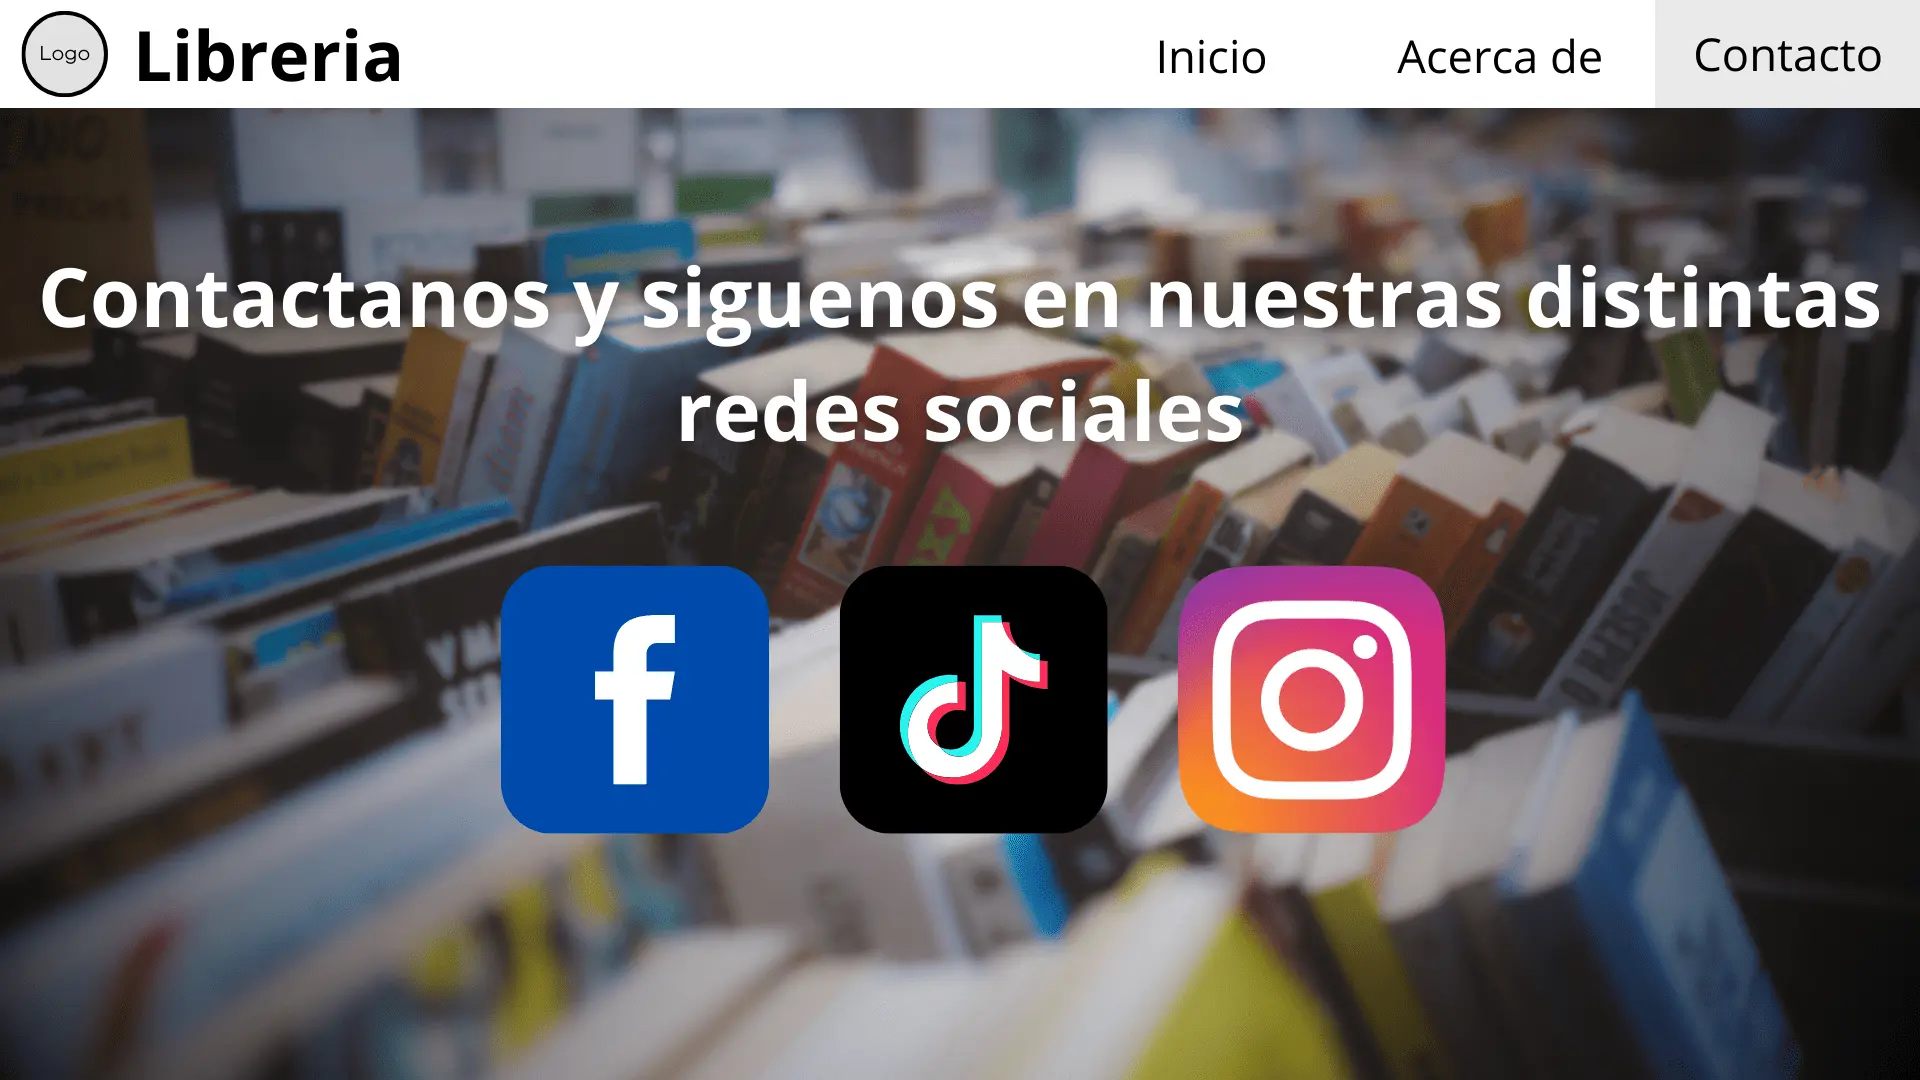 Logo
Libreria
Inicio
Acerca de
Contacto
Contactanos y siguenos en nuestras distintas
redes sociales